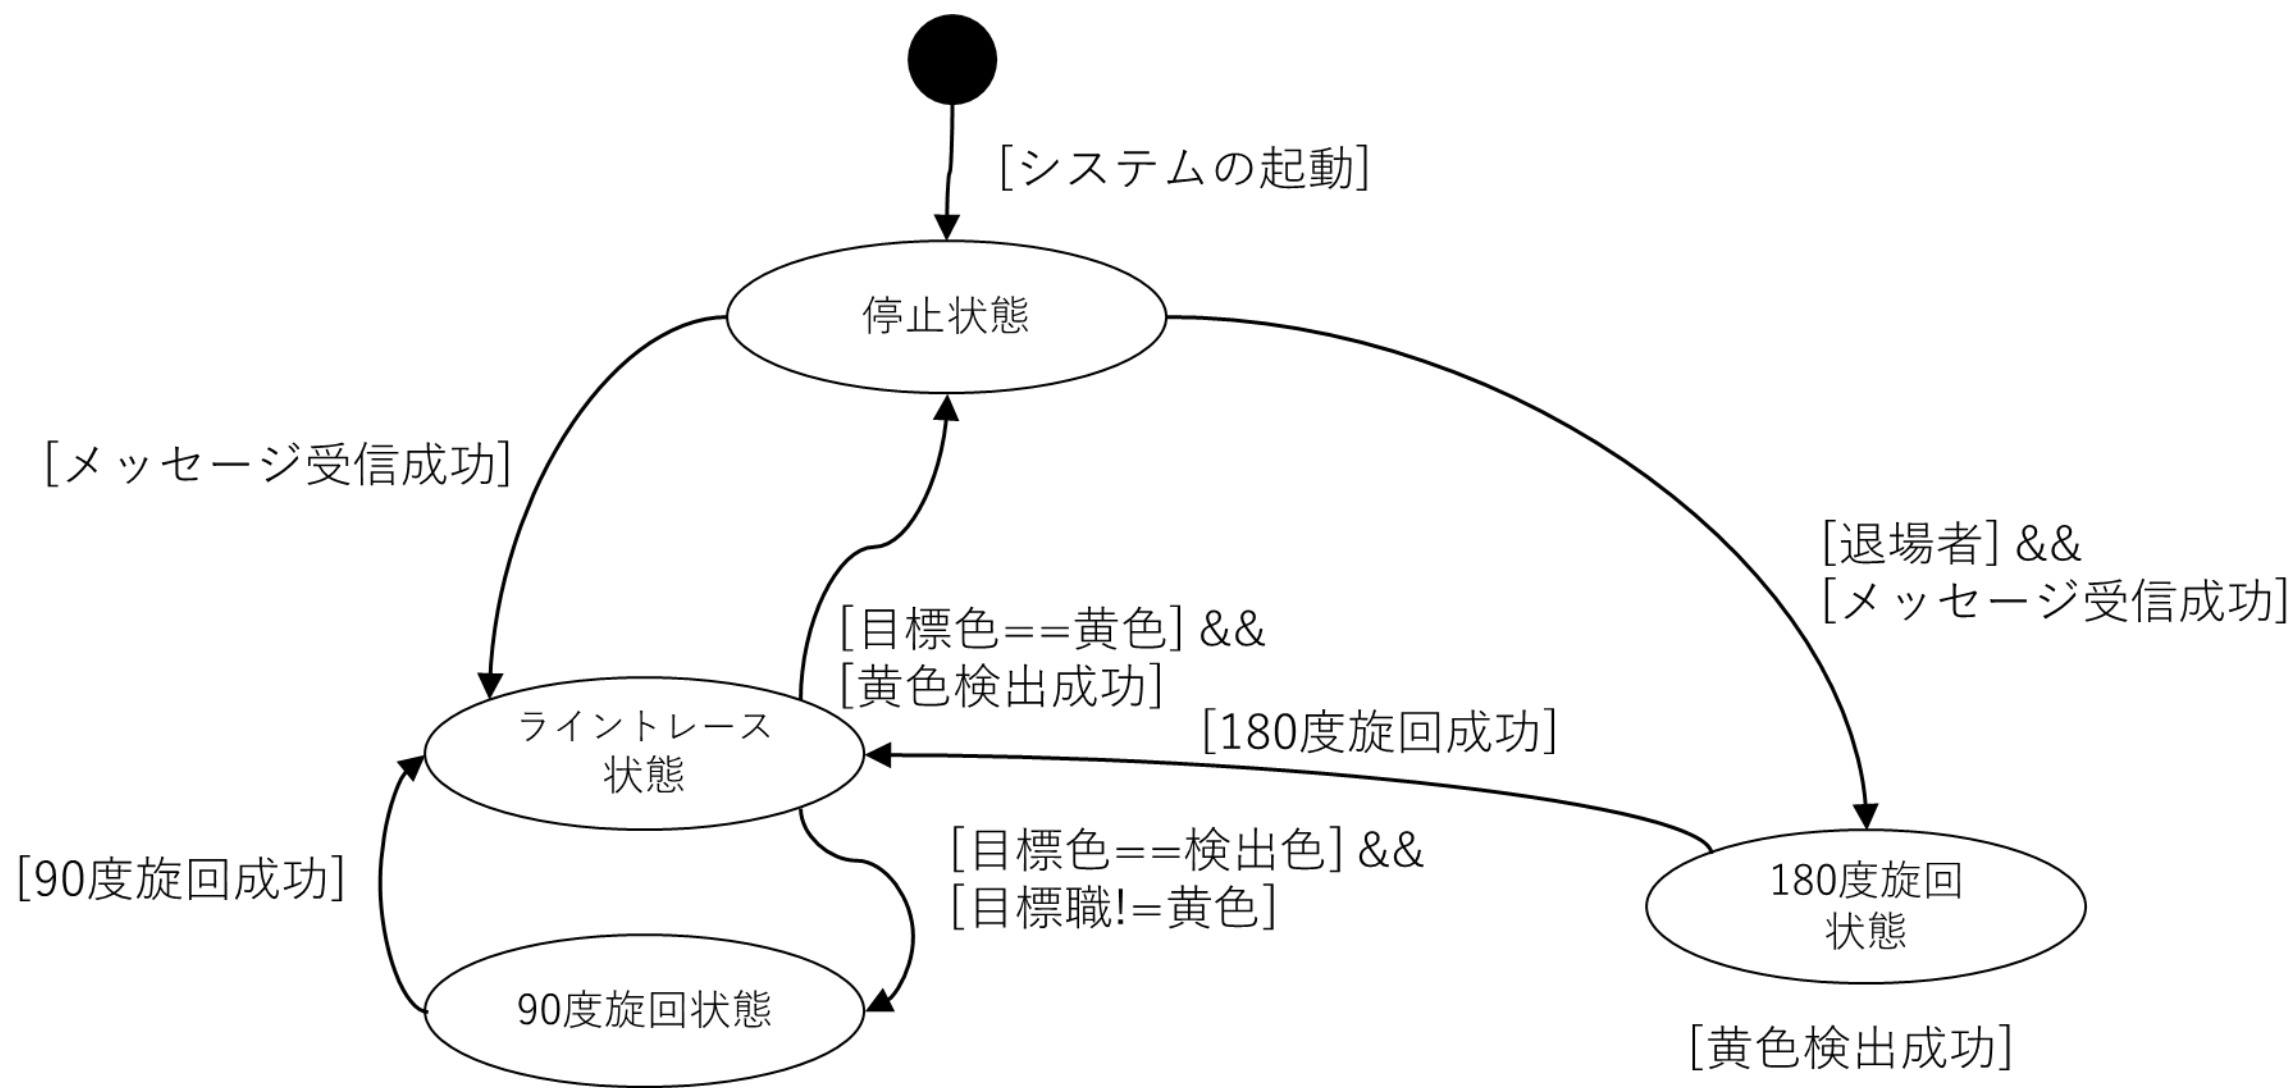 [システムの起動]
停止状態
[メッセージ受信成功]
[退場者] &&
[メッセージ受信成功]
[目標色==黄色] &&
[黄色検出成功]
ライントレース
状態
[180度旋回成功]
[90度旋回成功]
[目標色==検出色] &&
[目標職!=黄色]
180度旋回
状態
90度旋回状態
[黄色検出成功]